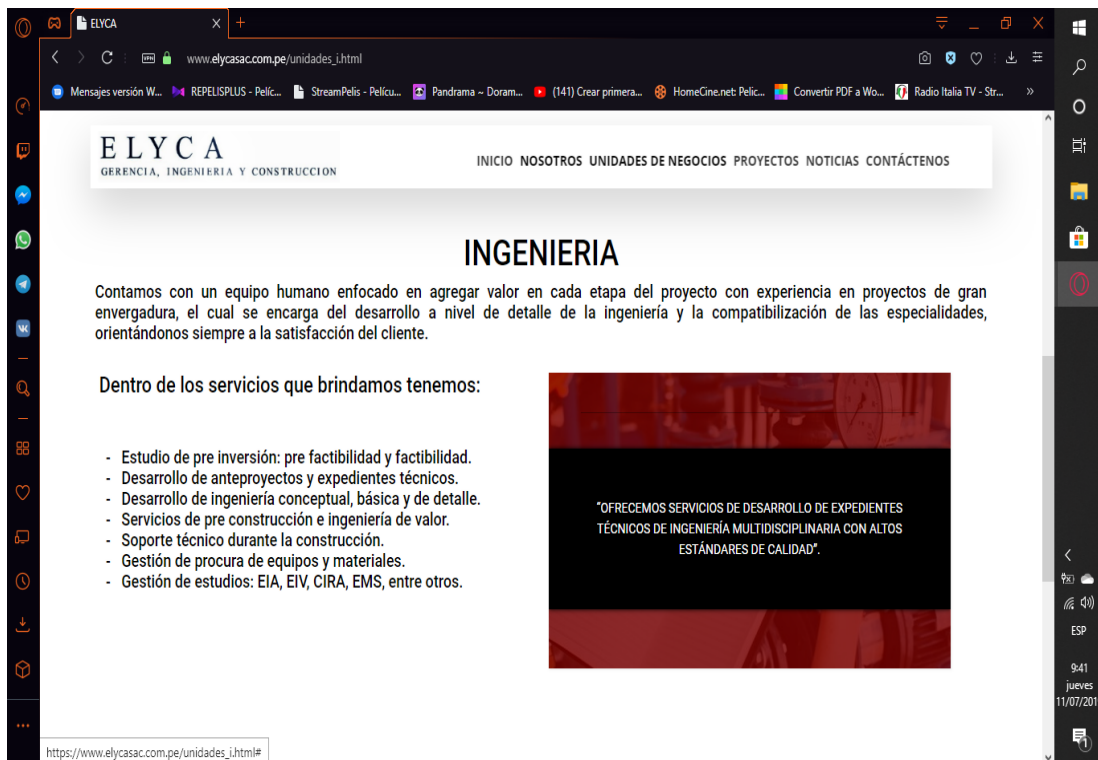 ELYCA
www.elycasac.com.pe/unidades_i.html
VPN
Mensajes versión W... REPELISPLUS - Pelíc... StreamPelis - Pelícu... Pandrama ~ Doram... (141) Crear primera... HomeCine.net: Pelic... Convertir PDF a Wo... Radio Italia TV - Str... »
ELYCA
GERENCIA, INGENIERIA Y CONSTRUCCION
INICIO NOSOTROS UNIDADES DE NEGOCIOS PROYECTOS NOTICIAS CONTÁCTENOS
INGENIERIA
Contamos con un equipo humano enfocado en agregar valor en cada etapa del proyecto con experiencia en proyectos de gran
envergadura, el cual se encarga del desarrollo a nivel de detalle de la ingeniería y la compatibilización de las especialidades,
orientándonos siempre a la satisfacción del cliente.
Dentro de los servicios que brindamos tenemos:
- Estudio de pre inversión: pre factibilidad y factibilidad.
- Desarrollo de anteproyectos y expedientes técnicos.
- Desarrollo de ingeniería conceptual, básica y de detalle.
- Servicios de pre construcción e ingeniería de valor.
- Soporte técnico durante la construcción.
- Gestión de procura de equipos y materiales.
- Gestión de estudios: EIA, EIV, CIRA, EMS, entre otros.
"OFRECEMOS SERVICIOS DE DESARROLLO DE EXPEDIENTES
TÉCNICOS DE INGENIERÍA MULTIDISCIPLINARIA CON ALTOS
ESTÁNDARES DE CALIDAD".
https://www.elycasac.com.pe/unidades_i.html#
ESP
9:41
jueves
11/07/201
1